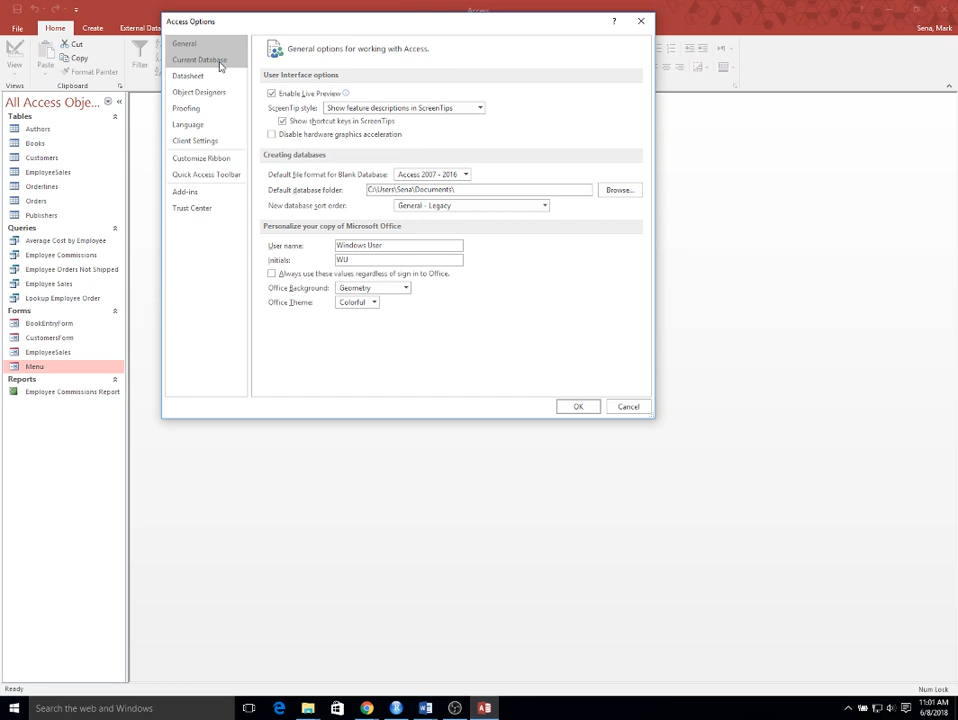 Access
Sena, Mark
File Home Create External Data
View
Views
Paste
Cut
Copy
Format Painter
Clipboard
Filter
All Access Obje...
Tables
Authors
Books
Customers
EmployeeSales
Orderlines
Orders
Publishers
Queries
Average Cost by Employee
Employee Commissions
Employee Orders Not Shipped
Employee Sales
Lookup Employee Order
Forms
BookEntryForm
CustomersForm
EmployeeSales
Menu
Reports
Employee Commissions Report
Access Options
General
Current Database
Datasheet
Object Designers
Proofing
Language
Client Settings
Customize Ribbon
Quick Access Toolbar
Add-ins
Trust Center
General options for working with Access.
User Interface options
Enable Live Preview
ScreenTip style: Show feature descriptions in ScreenTips
Show shortcut keys in ScreenTips
Disable hardware graphics acceleration
Creating databases
Default file format for Blank Database: Access 2007 - 2016
Default database folder: C:\Users\Sena\Documents\ Browse...
New database sort order: General - Legacy
Personalize your copy of Microsoft Office
User name: Windows User
Initials: WU
Always use these values regardless of sign in to Office.
Office Background: Geometry
Office Theme: Colorful
OK Cancel
Ready
Num Lock
Search the web and Windows
11:01 AM
6/8/2018